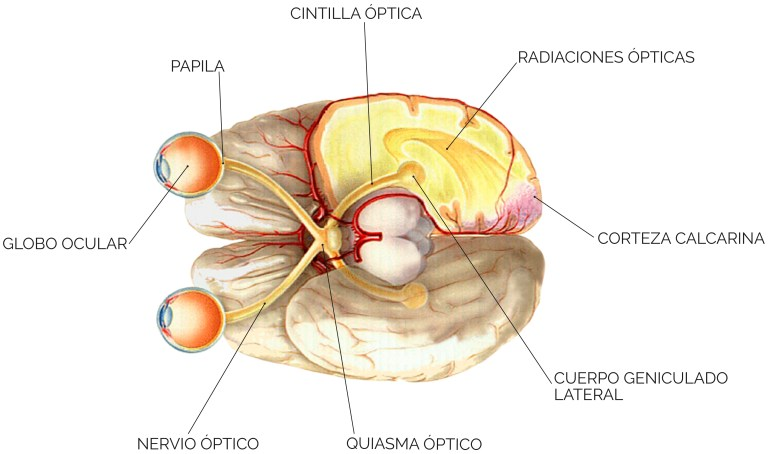 CINTILLA ÓPTICA
RADIACIONES ÓPTICAS
PAPILA
GLOBO OCULAR
CORTEZA CALCARINA
CUERPO GENICULADO
LATERAL
NERVIO ÓPTICO
QUIASMA ÓPTICO